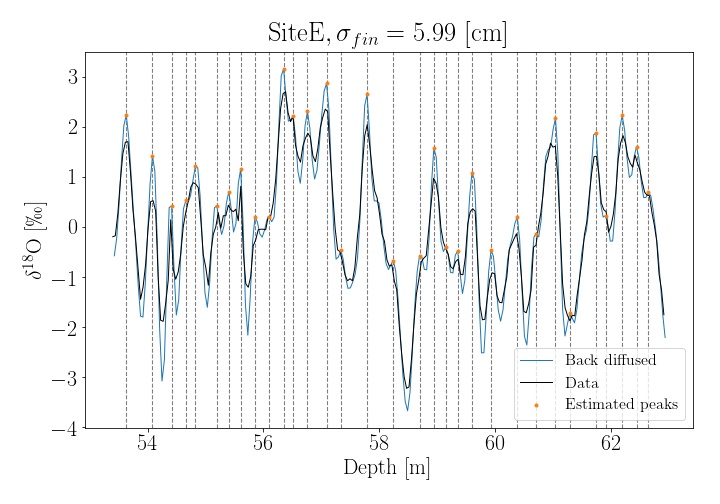 SiteE, σ_fin = 5.99 [cm]
3
2
1
0
−1
−2
−3
−4
δ¹⁸O [‰]
Back diffused
Data
Estimated peaks
54 56 58 60 62
Depth [m]